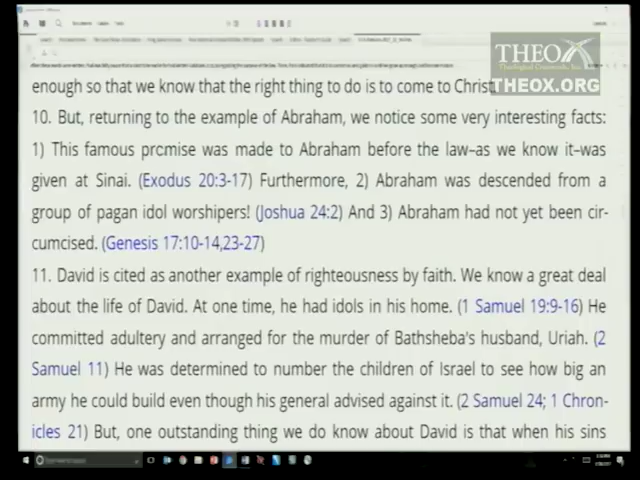 THEOX
THEOX.ORG
enough so that we know that the right thing to do is to come to Christ.
10. But, returning to the example of Abraham, we notice some very interesting facts:
1) This famous promise was made to Abraham before the law–as we know it–was
given at Sinai. (Exodus 20:3-17) Furthermore, 2) Abraham was descended from a
group of pagan idol worshipers! (Joshua 24:2) And 3) Abraham had not yet been cir-
cumcised. (Genesis 17:10-14,23-27)
11. David is cited as another example of righteousness by faith. We know a great deal
about the life of David. At one time, he had idols in his home. (1 Samuel 19:9-16) He
committed adultery and arranged for the murder of Bathsheba's husband, Uriah. (2
Samuel 11) He was determined to number the children of Israel to see how big an
army he could build even though his general advised against it. (2 Samuel 24; 1 Chron-
icles 21) But, one outstanding thing we do know about David is that when his sins